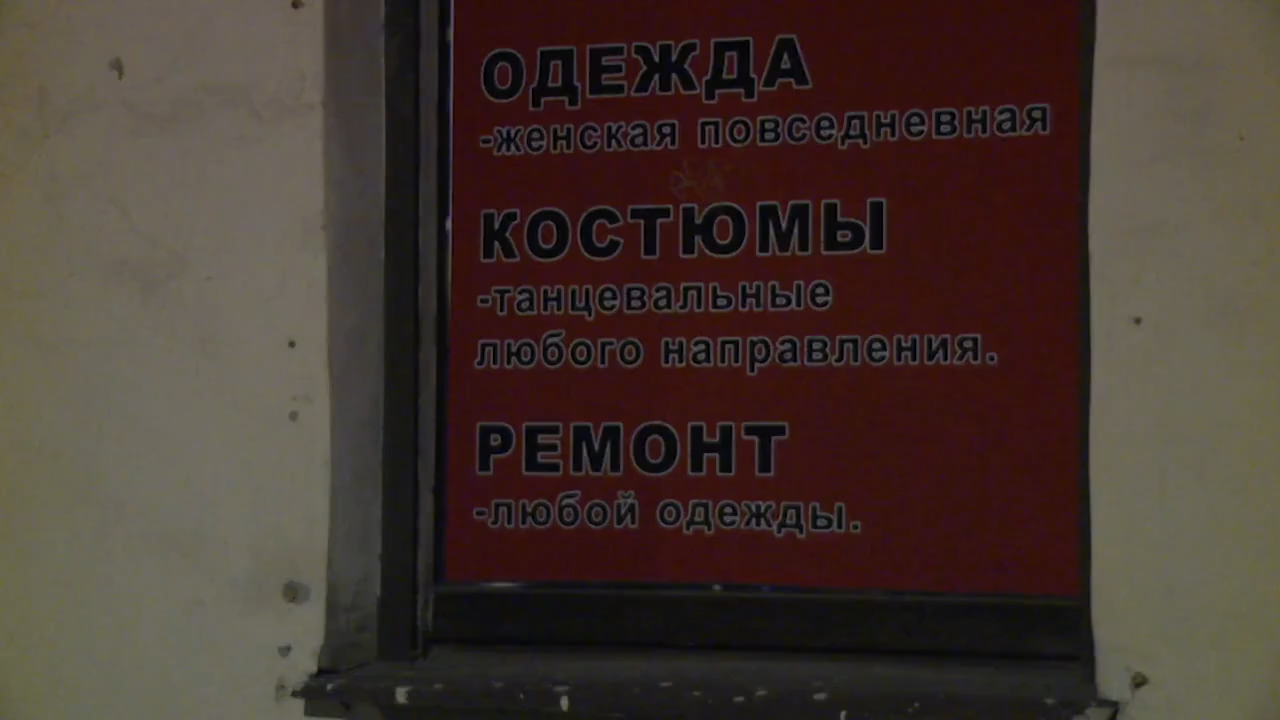 ОДЕЖДА
-женская повседневная
КОСТЮМЫ
-танцевальные
любого направления.
РЕМОНТ
-любой одежды.